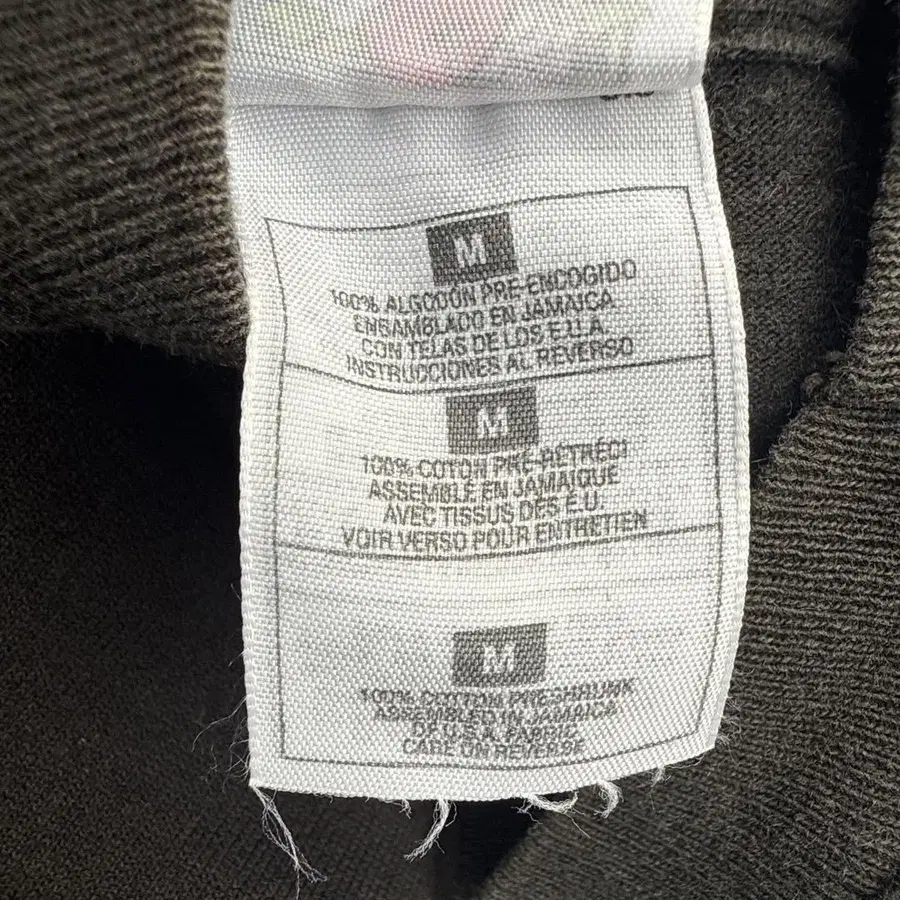 M
100% ALGODÓN PRE-ENCOGIDO
ENSAMBLADO EN JAMAICA
CON TELAS DE LOS E.U.A.
INSTRUCCIONES AL REVERSO
M
100% COTON PRÉ-RÉTRÉCI
ASSEMBLÉ EN JAMAIQUE
AVEC TISSUS DES É.U.
VOIR VERSO POUR ENTRETIEN
M
100% COTTON PRESHRUNK
ASSEMBLED IN JAMAICA
OF U.S.A. FABRIC
CARE ON REVERSE